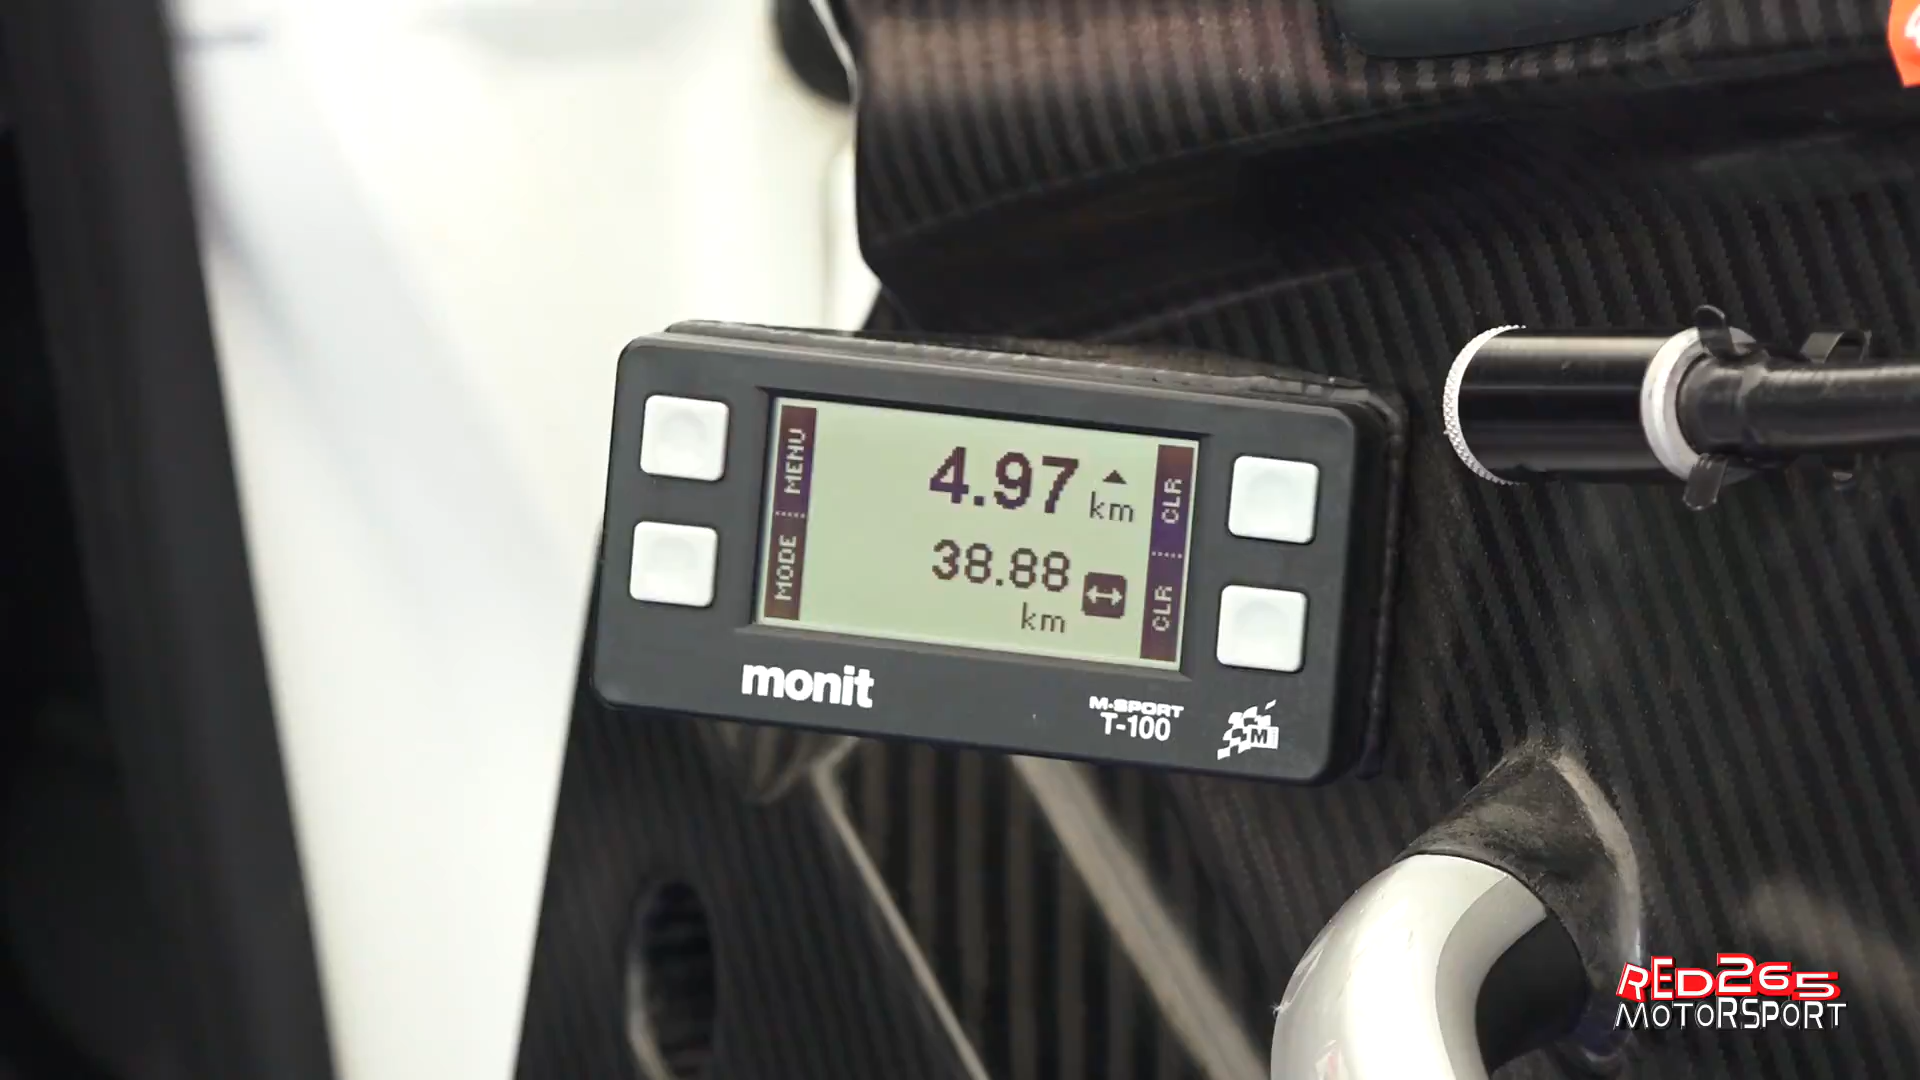 MENU
MODE
4.97
km
38.88
km
CLR
CLR
monit
M-SPORT
T-100
M
RED265
MOTORSPORT